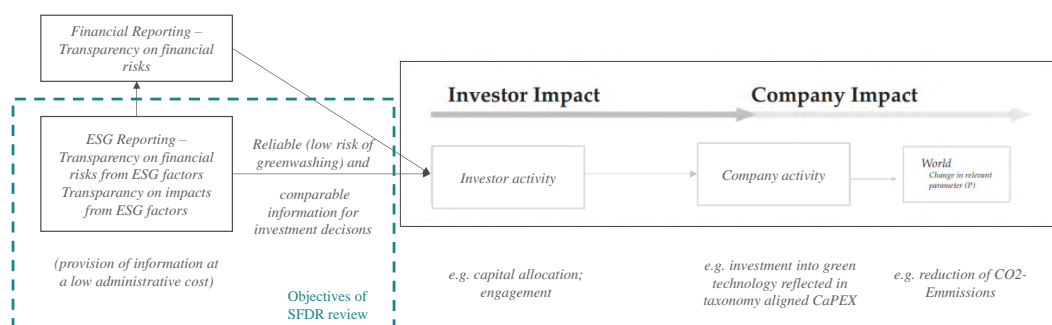 Financial Reporting –
Transparency on financial
risks
ESG Reporting –
Transparency on financial
risks from ESG factors
Transparancy on impacts
from ESG factors
(provision of information at
a low administrative cost)
Reliable (low risk of
greenwashing) and
comparable
information for
investment decisons
Objectives of
SFDR review
Investor Impact
Company Impact
Investor activity
Company activity
World
Change in relevant
parameter (P)
e.g. capital allocation;
engagement
e.g. investment into green
technology reflected in
taxonomy aligned CaPEX
e.g. reduction of CO2-
Emmissions